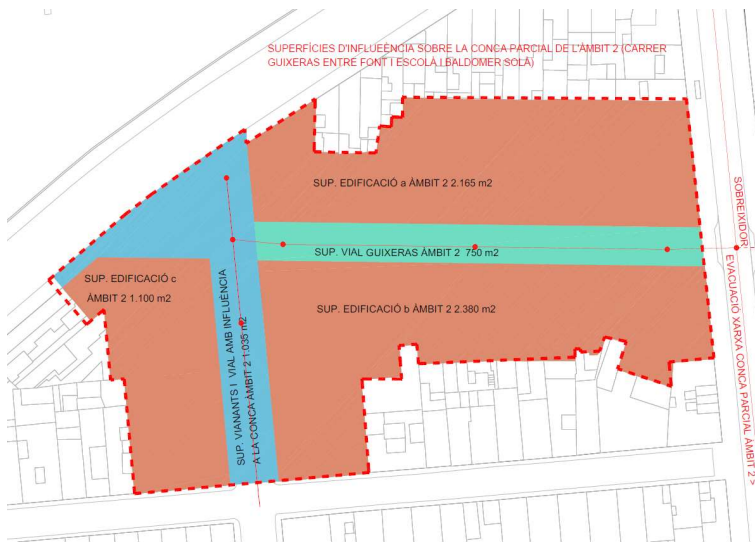 SUPERFÍCIES D'INFLUEÈNCIA SOBRE LA CONCA PARCIAL DE L'ÀMBIT 2 (CARRER
GUIXERAS ENTRE FONT I ESCOLÀ I BALDOMER SOLÀ)
SUP. EDIFICACIÓ a ÀMBIT 2 2.165 m2
SUP. VIAL GUIXERAS ÀMBIT 2 750 m2
SUP. EDIFICACIÓ c
ÀMBIT 2 1.100 m2
SUP. EDIFICACIÓ b ÀMBIT 2 2.380 m2
SUP. VIANANTS I VIAL AMB INFLUÈNCIA
A LA CONCA ÀMBIT 2 1.035 m2
SOBREIXIDOR
EVACUACIÓ XARXA CONCA PARCIAL ÀMBIT 2 >